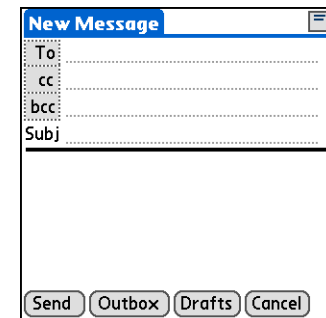 New Message
To
cc
bcc
Subj
Send Outbox Drafts Cancel